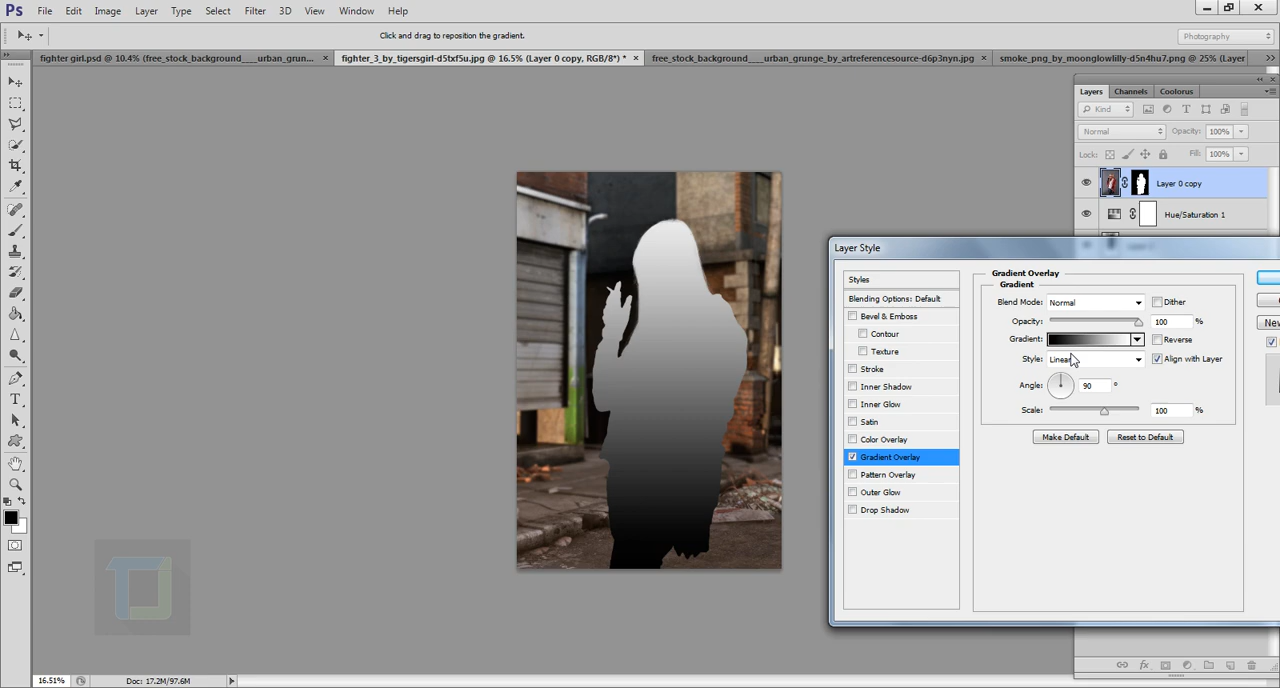 Ps File Edit Image Layer Type Select Filter 3D View Window Help
Click and drag to reposition the gradient.
Photography
fighter girl.psd @ 10.4% (free_stock_background____urban_grun... ×
fighter_3_by_tigersgirl-d5txf5u.jpg @ 16.5% (Layer 0 copy, RGB/8*) * ×
free_stock_background____urban_grunge_by_artreferencesource-d6p3nyn.jpg ×
smoke_png_by_moonglowlilly-d5n4hu7.png @ 25% (Layer
Layers Channels Coolorus
Kind
Normal Opacity: 100%
Lock: Fill: 100%
Layer 0 copy
Hue/Saturation 1
Layer Style
Styles
Blending Options: Default
Bevel & Emboss
Contour
Texture
Stroke
Inner Shadow
Inner Glow
Satin
Color Overlay
Gradient Overlay
Pattern Overlay
Outer Glow
Drop Shadow
Gradient Overlay
Gradient
Blend Mode: Normal Dither
Opacity: 100 %
Gradient: Reverse
Style: Linear Align with Layer
Angle: 90 °
Scale: 100 %
Make Default Reset to Default
New
16.51% Doc: 17.2M/97.6M